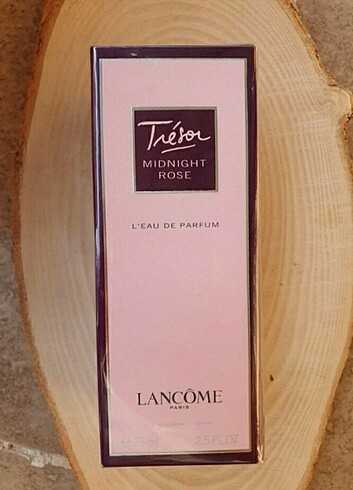 Trésor
MIDNIGHT
ROSE
L'EAU DE PARFUM
LANCÔME
PARIS
℮ 75 ml 2.5 FL.OZ.